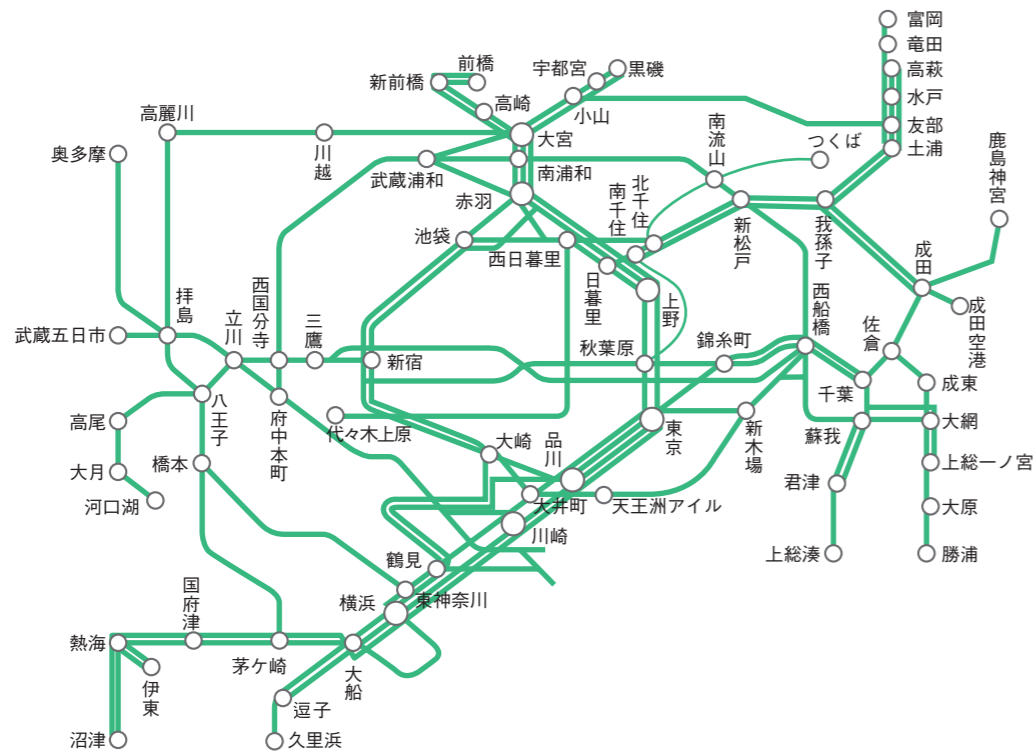 富岡
竜田
高萩
水戸
友部
土浦
前橋
新前橋
高崎
宇都宮
黒磯
小山
高麗川
川越
大宮
奥多摩
武蔵浦和
南浦和
赤羽
南流山
つくば
鹿島神宮
北千住
南千住
池袋
西日暮里
日暮里
新松戸
我孫子
成田
成田空港
拝島
武蔵五日市
立川
西国分寺
三鷹
新宿
上野
秋葉原
錦糸町
西船橋
佐倉
千葉
成東
八王子
高尾
府中本町
代々木上原
東京
新木場
蘇我
大網
橋本
大崎
品川
大月
河口湖
大井町
天王洲アイル
君津
上総一ノ宮
大原
川崎
鶴見
上総湊
勝浦
横浜
東神奈川
国府津
熱海
茅ケ崎
大船
伊東
逗子
沼津
久里浜